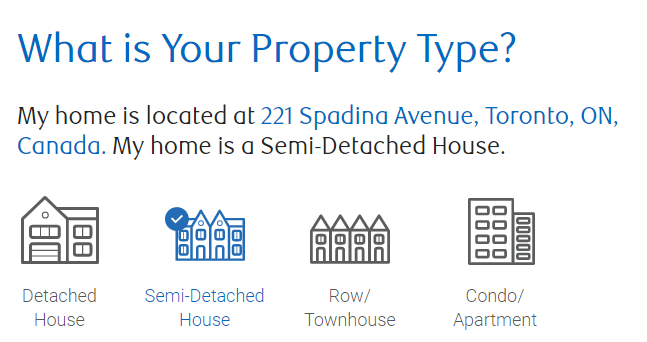 What is Your Property Type?
My home is located at 221 Spadina Avenue, Toronto, ON,
Canada. My home is a Semi-Detached House.
Detached
House
Semi-Detached
House
Row/
Townhouse
Condo/
Apartment